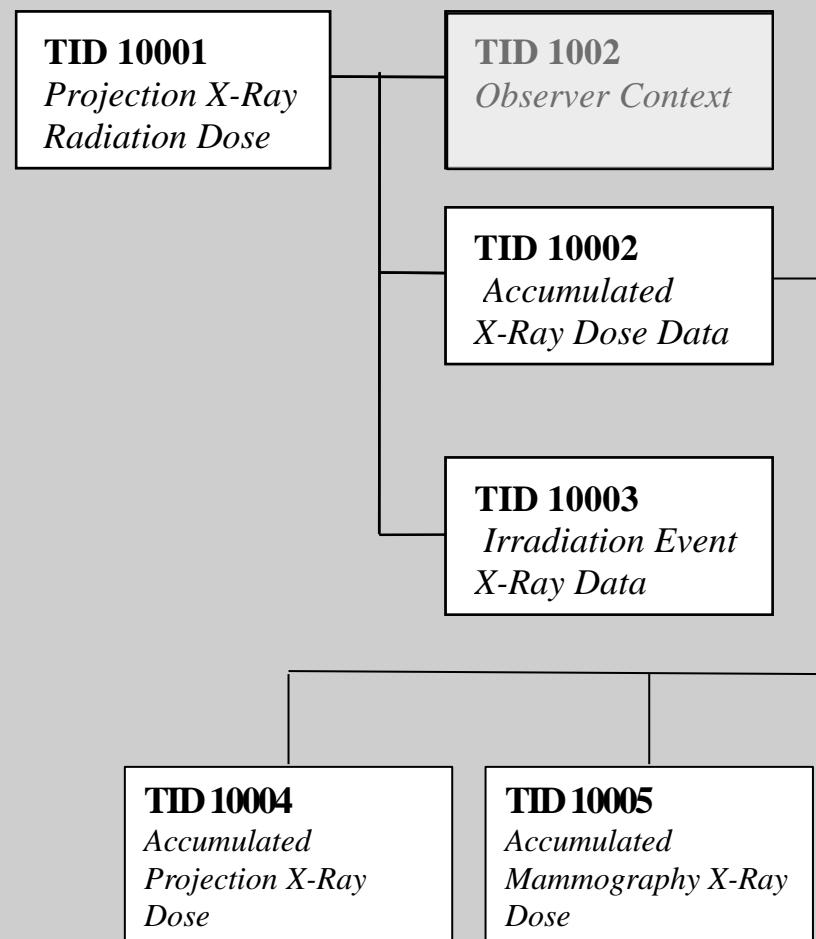 TID 10001
Projection X-Ray
Radiation Dose
TID 1002
Observer Context
TID 10002
Accumulated
X-Ray Dose Data
TID 10003
Irradiation Event
X-Ray Data
TID 10004
Accumulated
Projection X-Ray
Dose
TID 10005
Accumulated
Mammography X-Ray
Dose